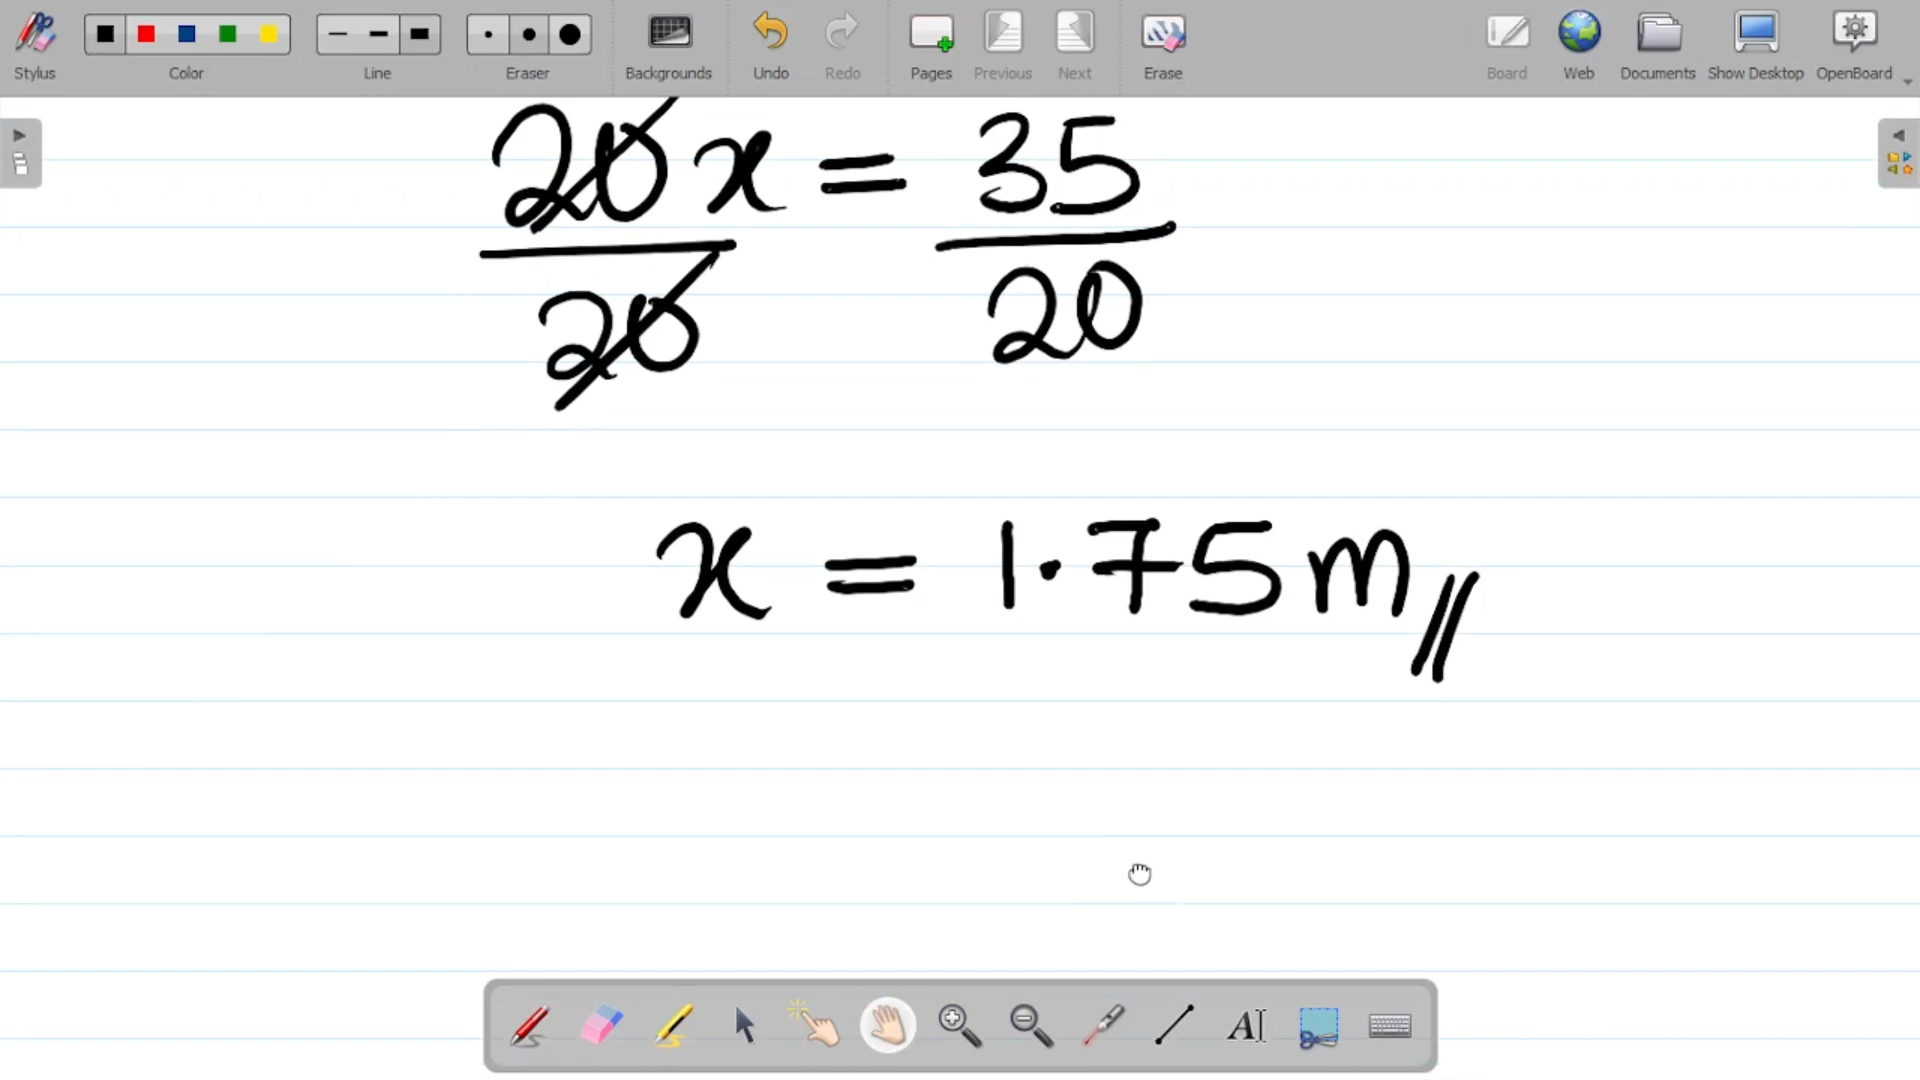 Stylus Color Line Eraser Backgrounds Undo Redo Pages Previous Next Erase Board Web Documents Show Desktop OpenBoard
20x = 35
20 20
x = 1.75m
AI